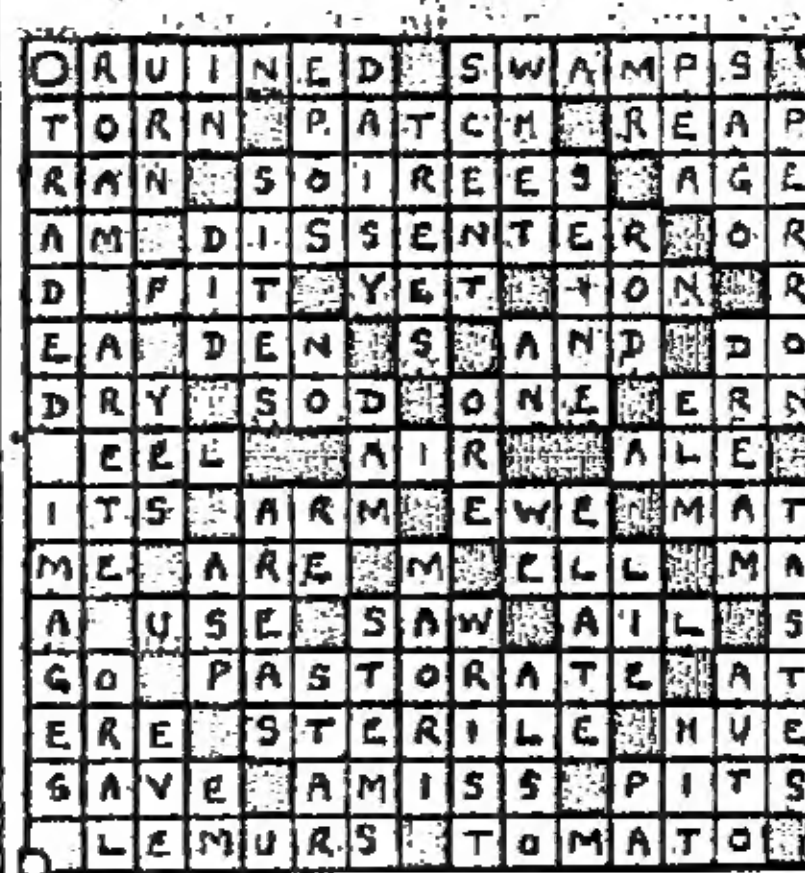 RUINED SWAMPS
TORN PATCH REAP
RAN SOIREES AGE
AM DISSENTER OR
D PIT YET ION R
EA DEN S AND DO
DRY SOD ONE ERN
EEL AIR ALE
ITS ARM EWE MAT
ME ARE M ELL MA
A USE SAW AIL S
GO PASTORATE AT
ERE STERILE HUE
SAVE AMISS PITS
LEMURS TOMATO